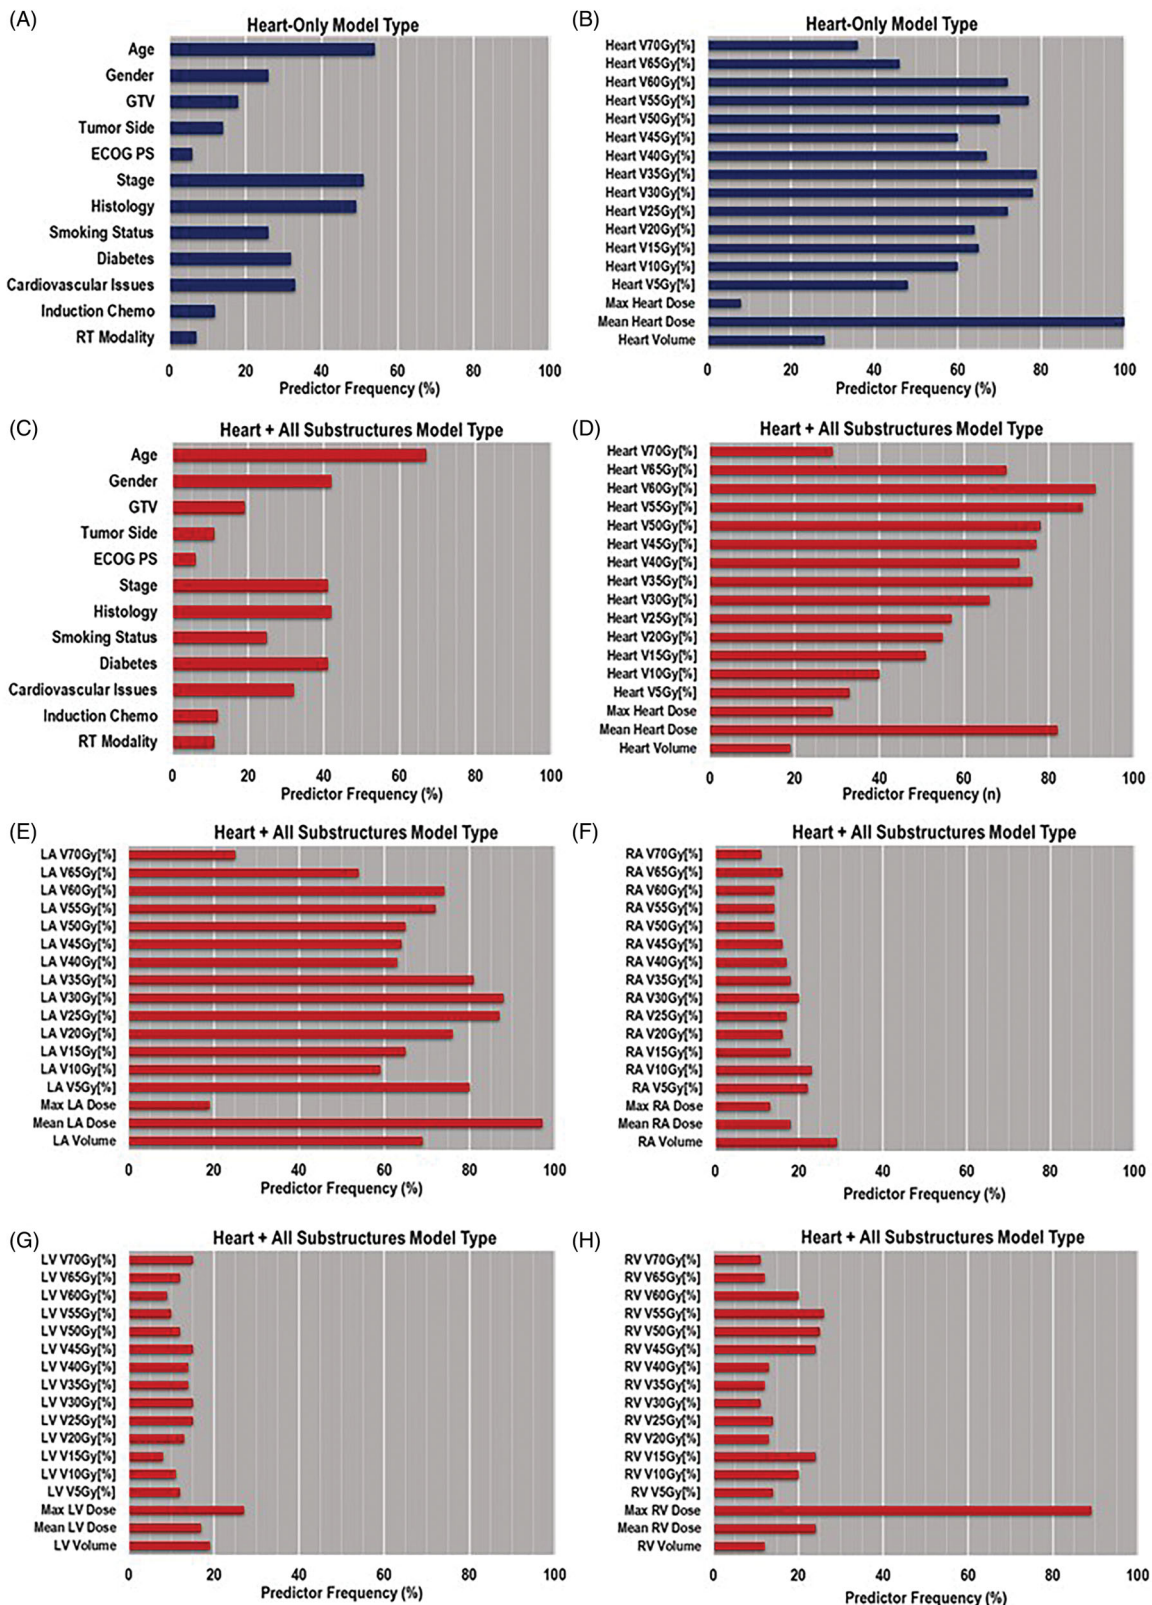 (A)
Heart-Only Model Type
Age
Gender
GTV
Tumor Side
ECOG PS
Stage
Histology
Smoking Status
Diabetes
Cardiovascular Issues
Induction Chemo
RT Modality
0 20 40 60 80 100
Predictor Frequency (%)
(B)
Heart-Only Model Type
Heart V70Gy[%]
Heart V65Gy[%]
Heart V60Gy[%]
Heart V55Gy[%]
Heart V50Gy[%]
Heart V45Gy[%]
Heart V40Gy[%]
Heart V35Gy[%]
Heart V30Gy[%]
Heart V25Gy[%]
Heart V20Gy[%]
Heart V15Gy[%]
Heart V10Gy[%]
Heart V5Gy[%]
Max Heart Dose
Mean Heart Dose
Heart Volume
0 20 40 60 80 100
Predictor Frequency (%)
(C)
Heart + All Substructures Model Type
Age
Gender
GTV
Tumor Side
ECOG PS
Stage
Histology
Smoking Status
Diabetes
Cardiovascular Issues
Induction Chemo
RT Modality
0 20 40 60 80 100
Predictor Frequency (%)
(D)
Heart + All Substructures Model Type
Heart V70Gy[%]
Heart V65Gy[%]
Heart V60Gy[%]
Heart V55Gy[%]
Heart V50Gy[%]
Heart V45Gy[%]
Heart V40Gy[%]
Heart V35Gy[%]
Heart V30Gy[%]
Heart V25Gy[%]
Heart V20Gy[%]
Heart V15Gy[%]
Heart V10Gy[%]
Heart V5Gy[%]
Max Heart Dose
Mean Heart Dose
Heart Volume
0 20 40 60 80 100
Predictor Frequency (n)
(E)
Heart + All Substructures Model Type
LA V70Gy[%]
LA V65Gy[%]
LA V60Gy[%]
LA V55Gy[%]
LA V50Gy[%]
LA V45Gy[%]
LA V40Gy[%]
LA V35Gy[%]
LA V30Gy[%]
LA V25Gy[%]
LA V20Gy[%]
LA V15Gy[%]
LA V10Gy[%]
LA V5Gy[%]
Max LA Dose
Mean LA Dose
LA Volume
0 20 40 60 80 100
Predictor Frequency (%)
(F)
Heart + All Substructures Model Type
RA V70Gy[%]
RA V65Gy[%]
RA V60Gy[%]
RA V55Gy[%]
RA V50Gy[%]
RA V45Gy[%]
RA V40Gy[%]
RA V35Gy[%]
RA V30Gy[%]
RA V25Gy[%]
RA V20Gy[%]
RA V15Gy[%]
RA V10Gy[%]
RA V5Gy[%]
Max RA Dose
Mean RA Dose
RA Volume
0 20 40 60 80 100
Predictor Frequency (%)
(G)
Heart + All Substructures Model Type
LV V70Gy[%]
LV V65Gy[%]
LV V60Gy[%]
LV V55Gy[%]
LV V50Gy[%]
LV V45Gy[%]
LV V40Gy[%]
LV V35Gy[%]
LV V30Gy[%]
LV V25Gy[%]
LV V20Gy[%]
LV V15Gy[%]
LV V10Gy[%]
LV V5Gy[%]
Max LV Dose
Mean LV Dose
LV Volume
0 20 40 60 80 100
Predictor Frequency (%)
(H)
Heart + All Substructures Model Type
RV V70Gy[%]
RV V65Gy[%]
RV V60Gy[%]
RV V55Gy[%]
RV V50Gy[%]
RV V45Gy[%]
RV V40Gy[%]
RV V35Gy[%]
RV V30Gy[%]
RV V25Gy[%]
RV V20Gy[%]
RV V15Gy[%]
RV V10Gy[%]
RV V5Gy[%]
Max RV Dose
Mean RV Dose
RV Volume
0 20 40 60 80 100
Predictor Frequency (%)